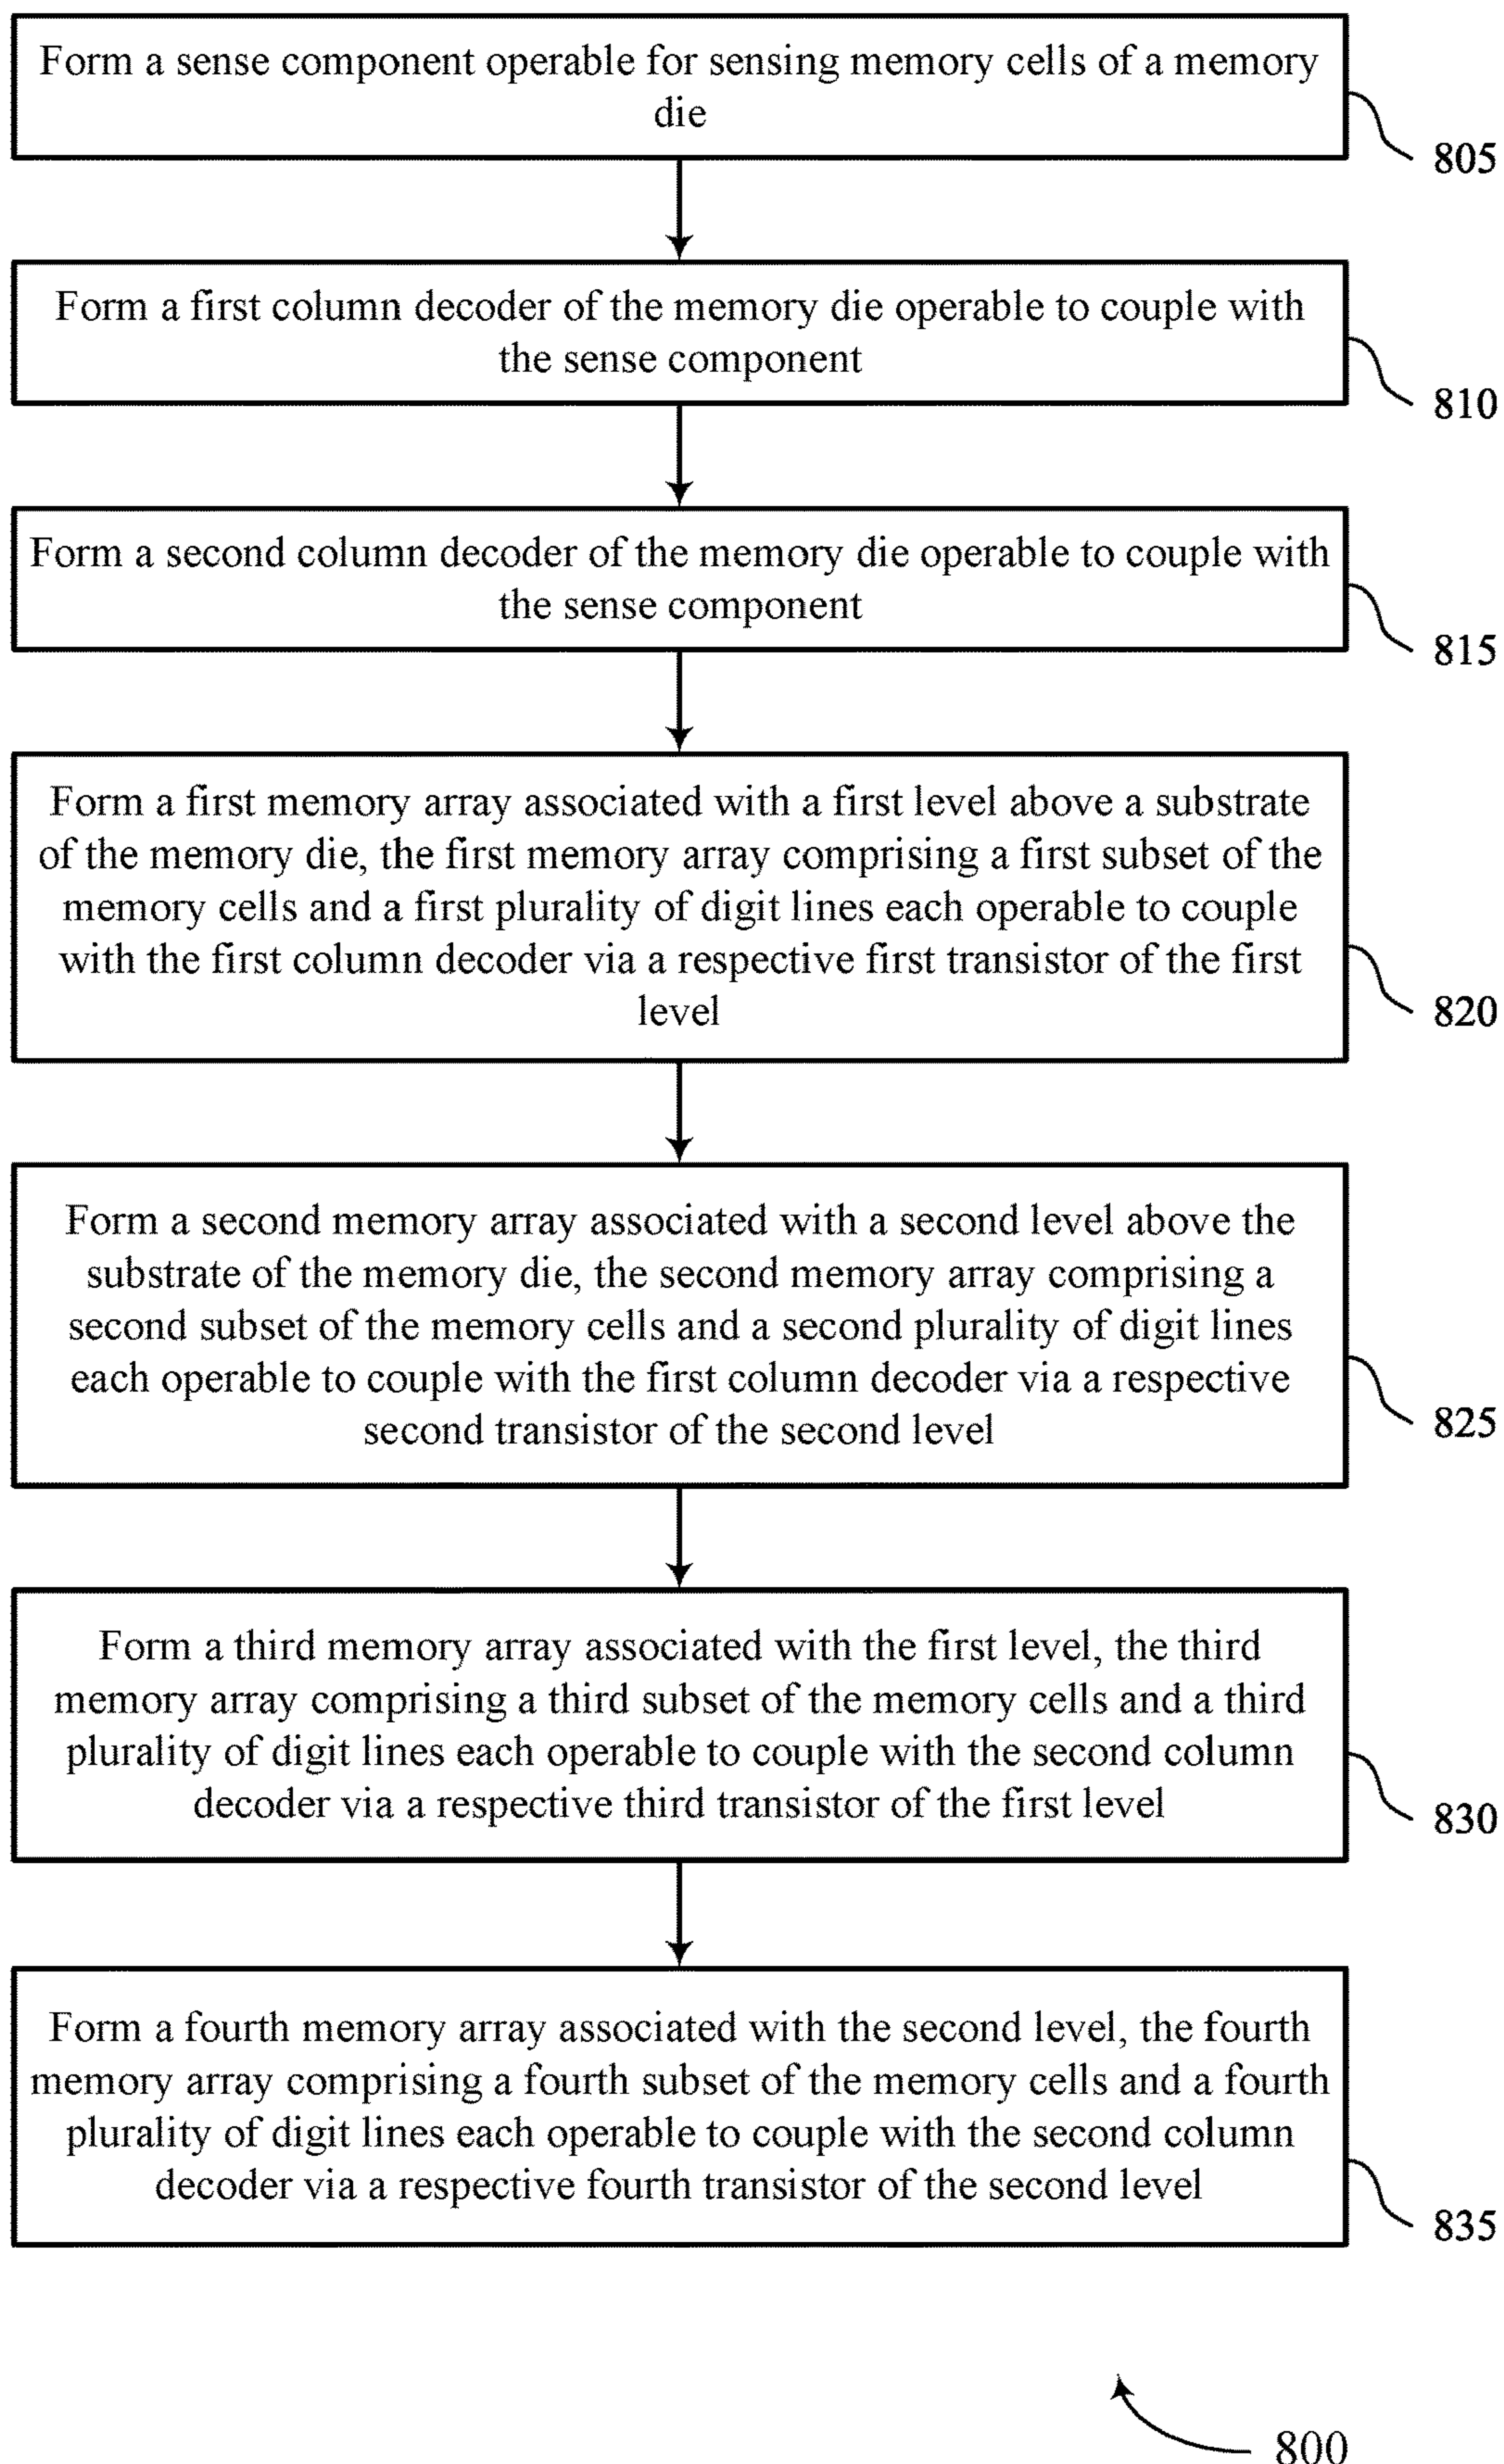 Form a sense component operable for sensing memory cells of a memory
die
805
Form a first column decoder of the memory die operable to couple with
the sense component
810
Form a second column decoder of the memory die operable to couple with
the sense component
815
Form a first memory array associated with a first level above a substrate
of the memory die, the first memory array comprising a first subset of the
memory cells and a first plurality of digit lines each operable to couple
with the first column decoder via a respective first transistor of the first
level
820
Form a second memory array associated with a second level above the
substrate of the memory die, the second memory array comprising a
second subset of the memory cells and a second plurality of digit lines
each operable to couple with the first column decoder via a respective
second transistor of the second level
825
Form a third memory array associated with the first level, the third
memory array comprising a third subset of the memory cells and a third
plurality of digit lines each operable to couple with the second column
decoder via a respective third transistor of the first level
830
Form a fourth memory array associated with the second level, the fourth
memory array comprising a fourth subset of the memory cells and a fourth
plurality of digit lines each operable to couple with the second column
decoder via a respective fourth transistor of the second level
835
800